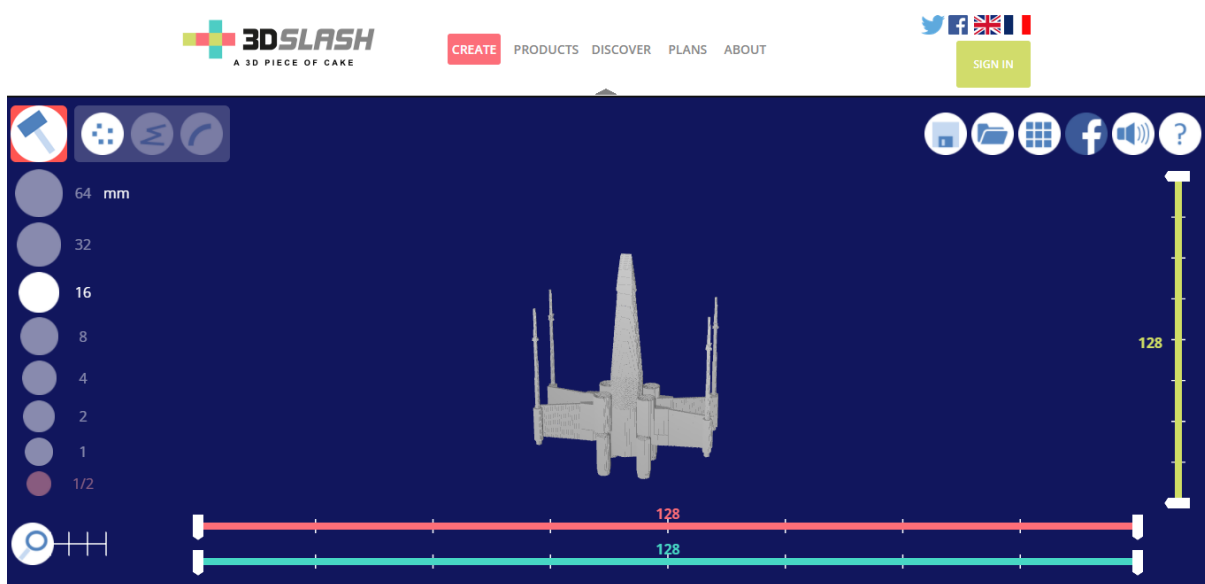 3DSLASH
A 3D PIECE OF CAKE
CREATE PRODUCTS DISCOVER PLANS ABOUT
SIGN IN
64 mm
32
16
8
4
2
1
1/2
128
128
128